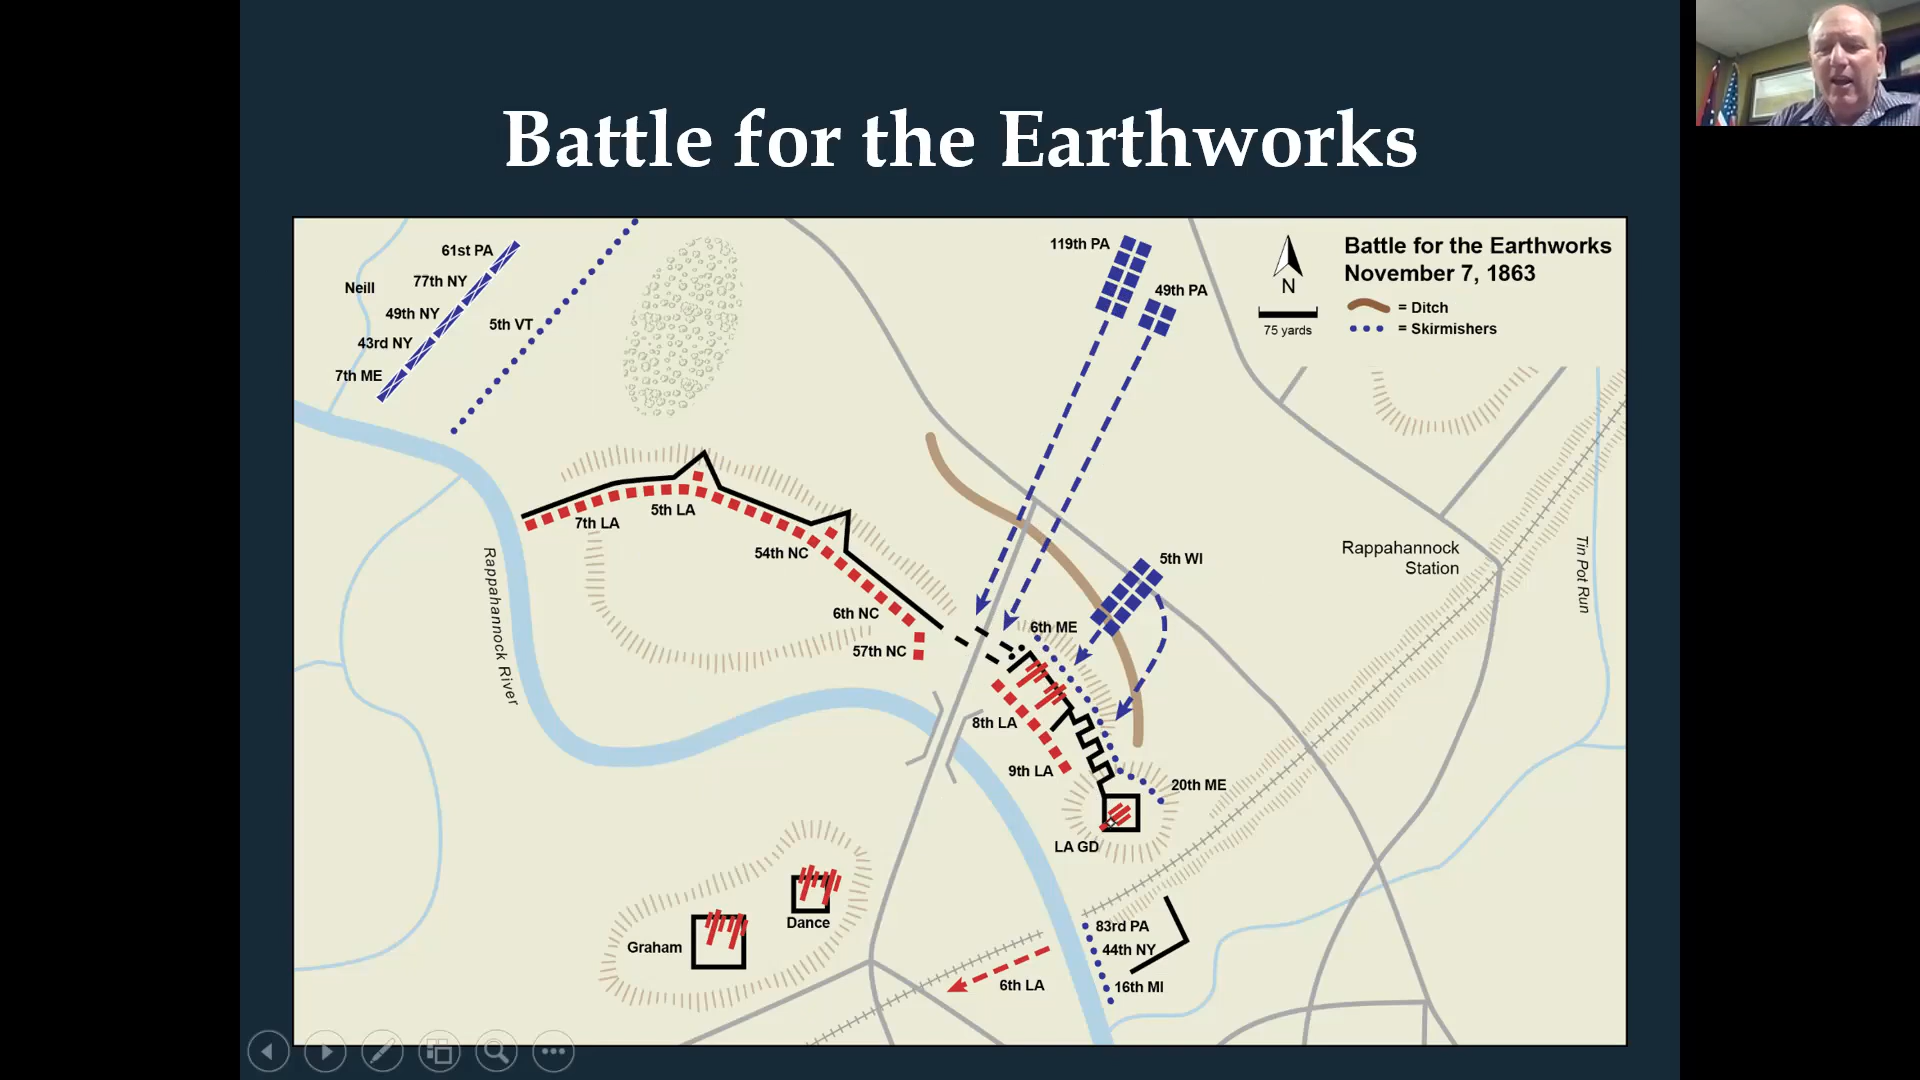 Battle for the Earthworks
61st PA
77th NY
Neill
49th NY
43rd NY
7th ME
5th VT
119th PA
49th PA
N
75 yards
Battle for the Earthworks
November 7, 1863
= Ditch
= Skirmishers
7th LA
5th LA
54th NC
6th NC
57th NC
Rappahannock River
5th WI
6th ME
8th LA
9th LA
20th ME
LA GD
Rappahannock
Station
Tin Pot Run
Dance
Graham
83rd PA
44th NY
16th MI
6th LA